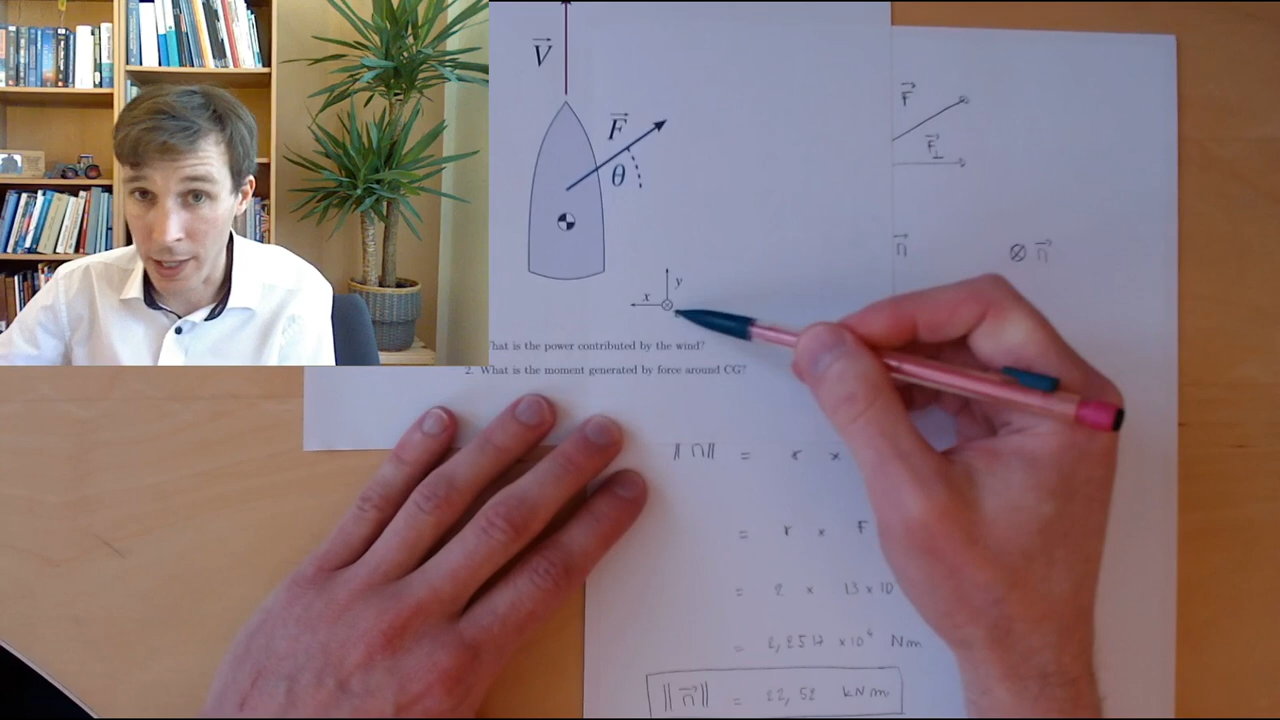 V
F
θ
y
x
hat is the power contributed by the wind?
2. What is the moment generated by force around CG?
F
F⊥
n
⊗ n
‖ n ‖ = r ×
= r × F
= 2 × 13 × 10
= 2,2517 × 10⁴ Nm
‖ n ‖ = 22,52 kNm